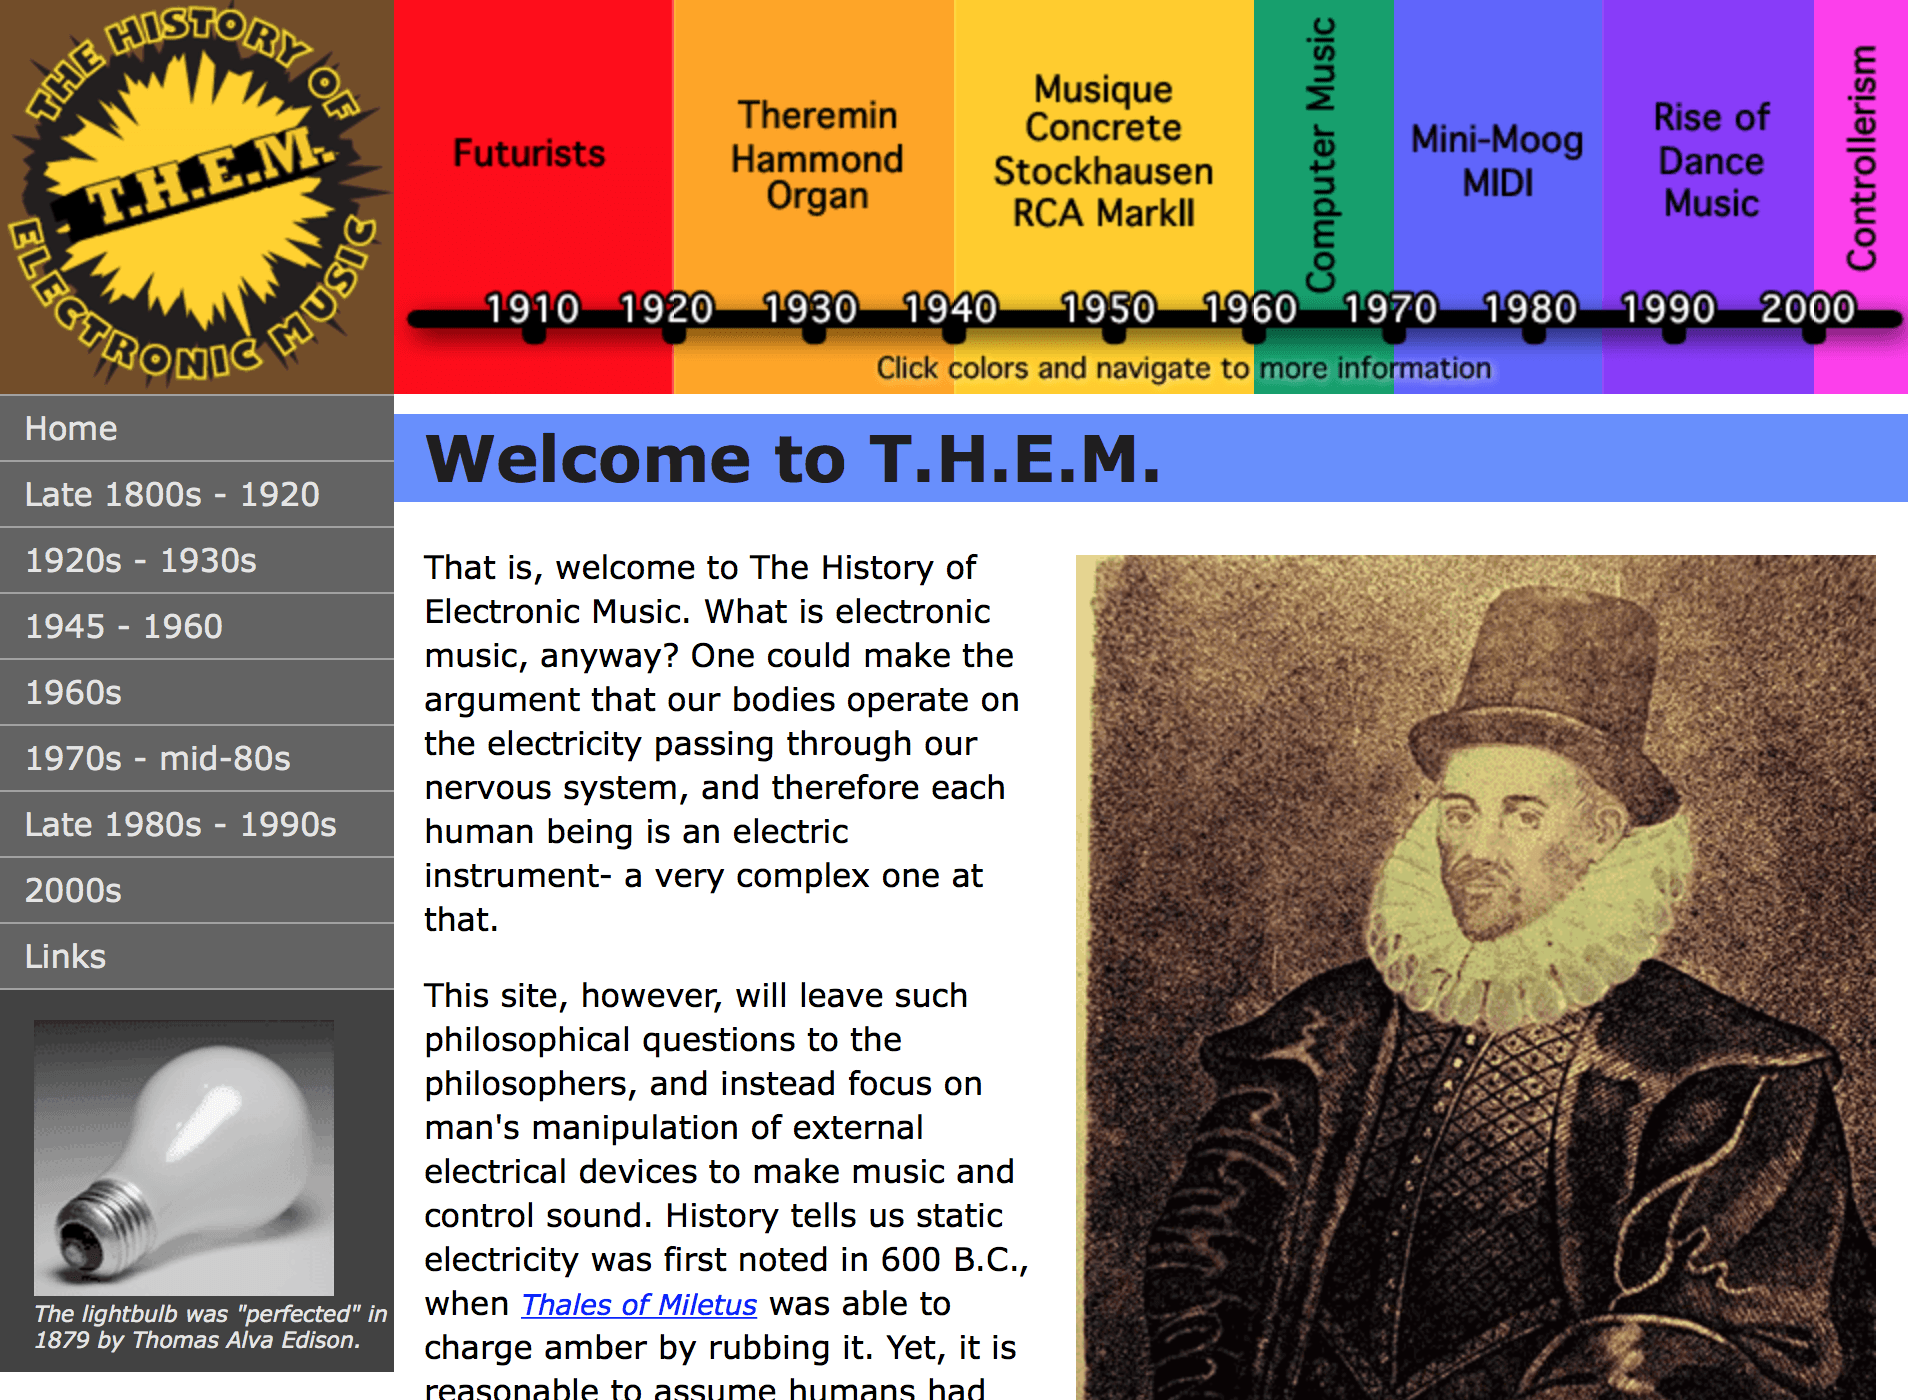 THE HISTORY OF
T.H.E.M.
ELECTRONIC MUSIC
Futurists
Theremin
Hammond
Organ
Musique
Concrete
Stockhausen
RCA MarkII
Computer Music
Mini-Moog
MIDI
Rise of
Dance
Music
Controllerism
1910 1920 1930 1940 1950 1960 1970 1980 1990 2000
Click colors and navigate to more information
Home
Late 1800s - 1920
1920s - 1930s
1945 - 1960
1960s
1970s - mid-80s
Late 1980s - 1990s
2000s
Links
The lightbulb was "perfected" in
1879 by Thomas Alva Edison.
Welcome to T.H.E.M.
That is, welcome to The History of
Electronic Music. What is electronic
music, anyway? One could make the
argument that our bodies operate on
the electricity passing through our
nervous system, and therefore each
human being is an electric
instrument- a very complex one at
that.
This site, however, will leave such
philosophical questions to the
philosophers, and instead focus on
man's manipulation of external
electrical devices to make music and
control sound. History tells us static
electricity was first noted in 600 B.C.,
when Thales of Miletus was able to
charge amber by rubbing it. Yet, it is
reasonable to assume humans had